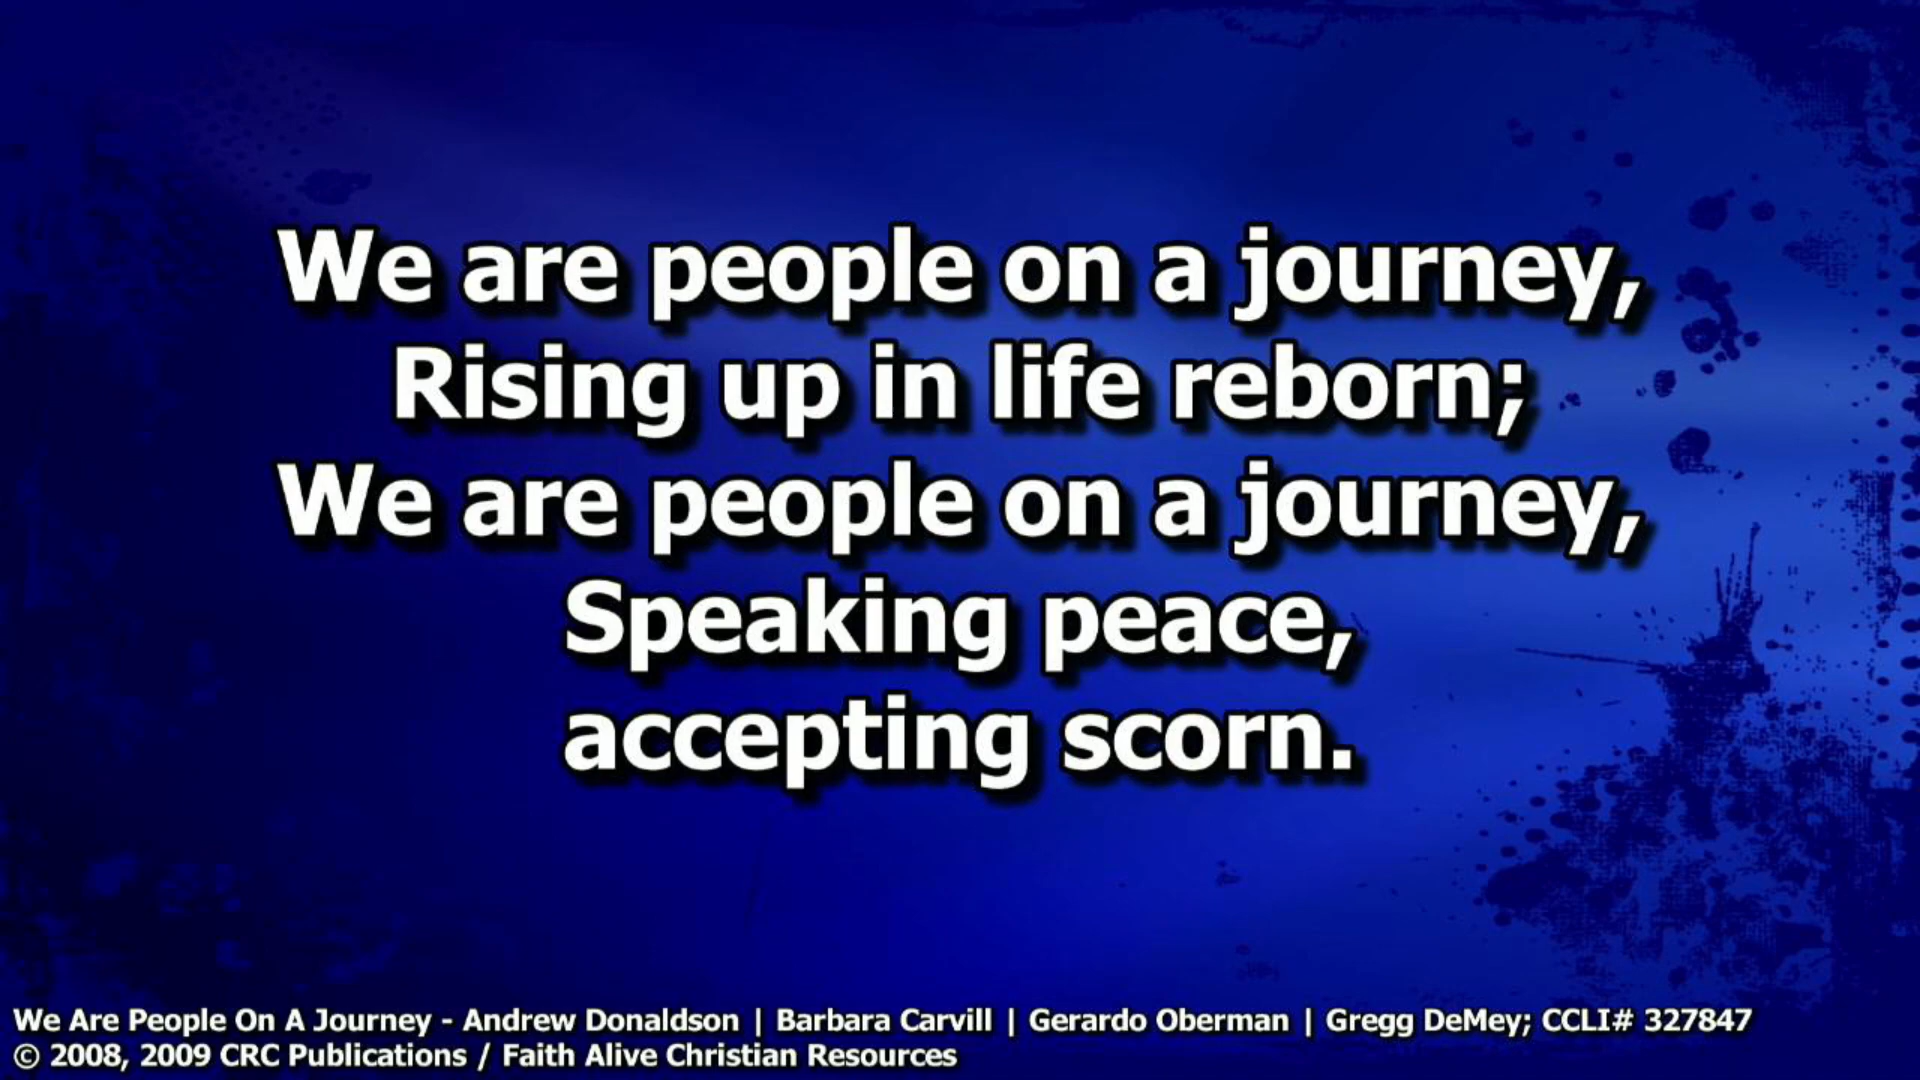 We are people on a journey,
Rising up in life reborn;
We are people on a journey,
Speaking peace,
accepting scorn.
We Are People On A Journey - Andrew Donaldson | Barbara Carvill | Gerardo Oberman | Gregg DeMey; CCLI# 327847
© 2008, 2009 CRC Publications / Faith Alive Christian Resources